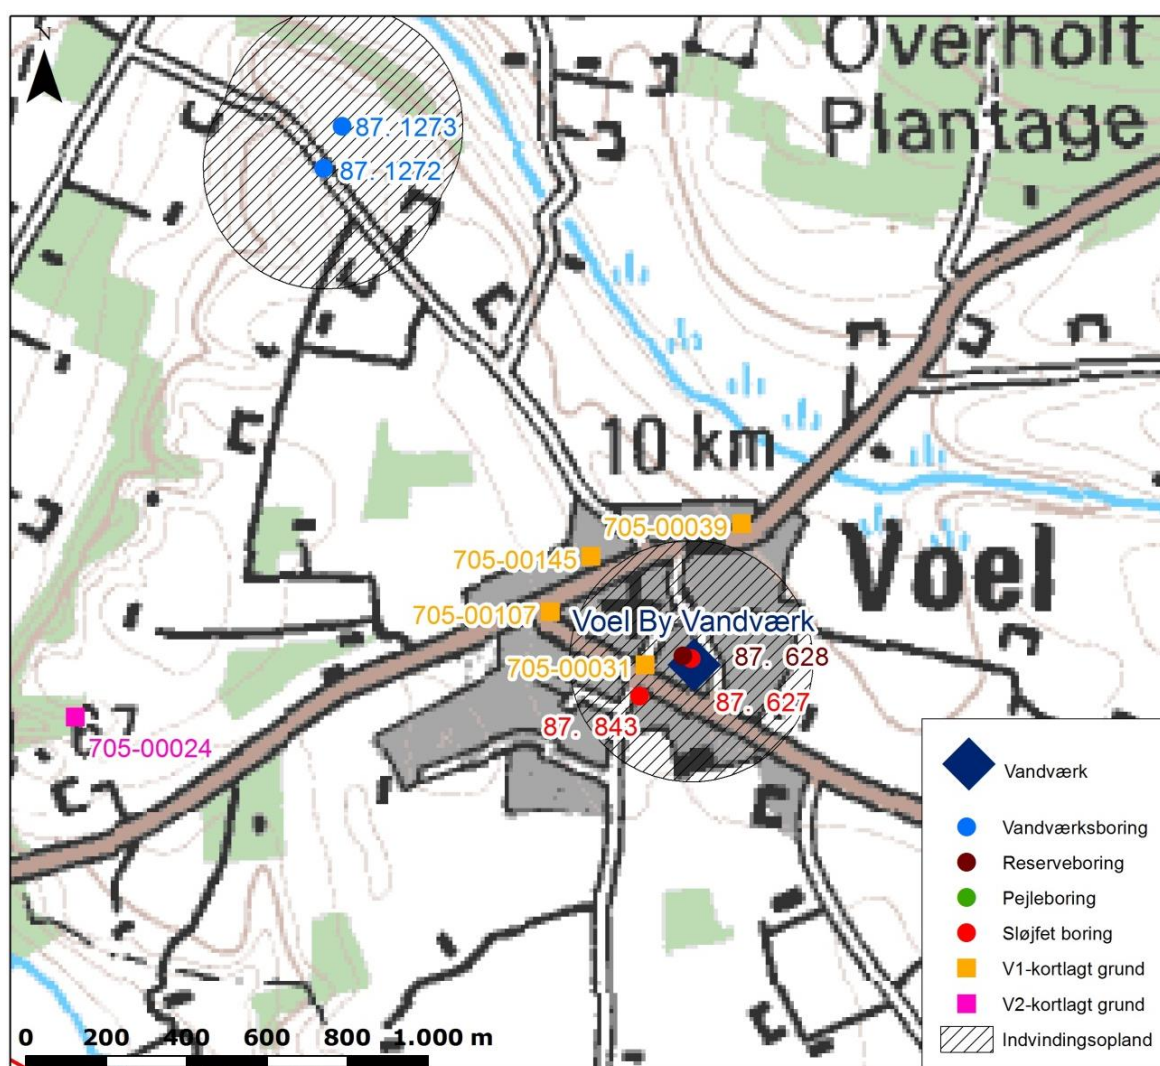 N
Overholt
Plantage
87. 1273
87. 1272
10 km
705-00039
705-00145
Voel
705-00107
Voel By Vandværk
87. 628
705-00031
87. 627
87. 843
705-00024
Vandværk
Vandværksboring
Reserveboring
Pejleboring
Sløjfet boring
V1-kortlagt grund
V2-kortlagt grund
Indvindingsopland
0 200 400 600 800 1.000 m